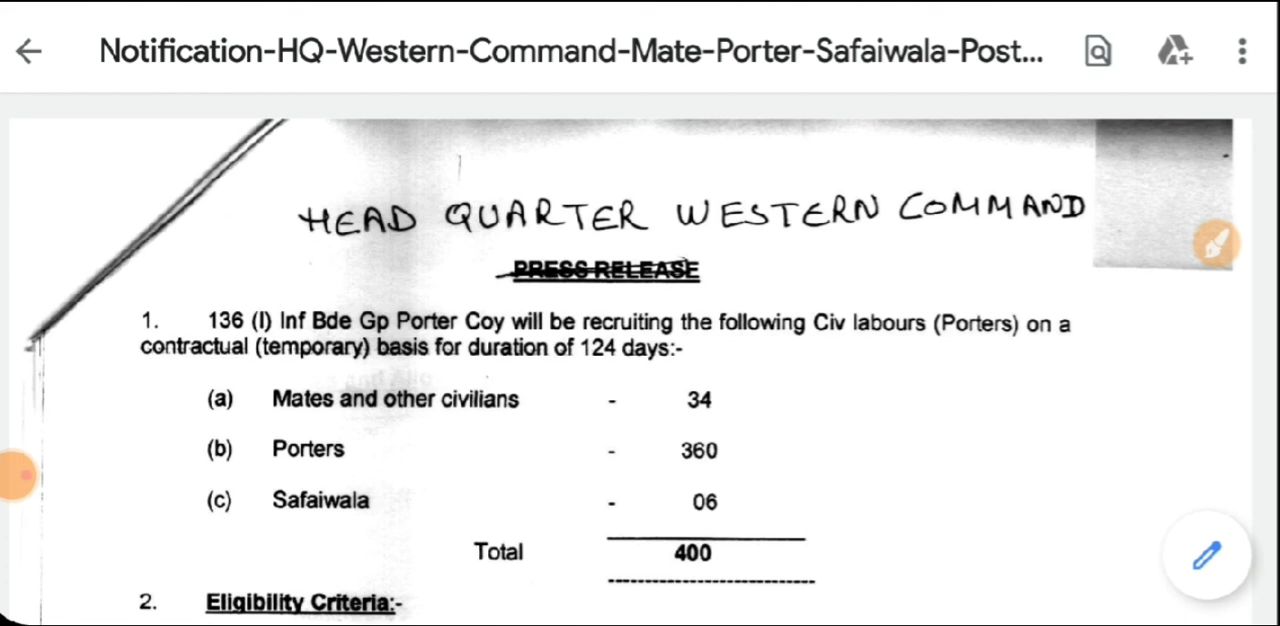 Notification-HQ-Western-Command-Mate-Porter-Safaiwala-Post...
HEAD QUARTER WESTERN COMMAND
PRESS RELEASE
1. 136 (I) Inf Bde Gp Porter Coy will be recruiting the following Civ labours (Porters) on a
contractual (temporary) basis for duration of 124 days:-
(a) Mates and other civilians - 34
(b) Porters - 360
(c) Safaiwala - 06
Total 400
2. Eligibility Criteria:-